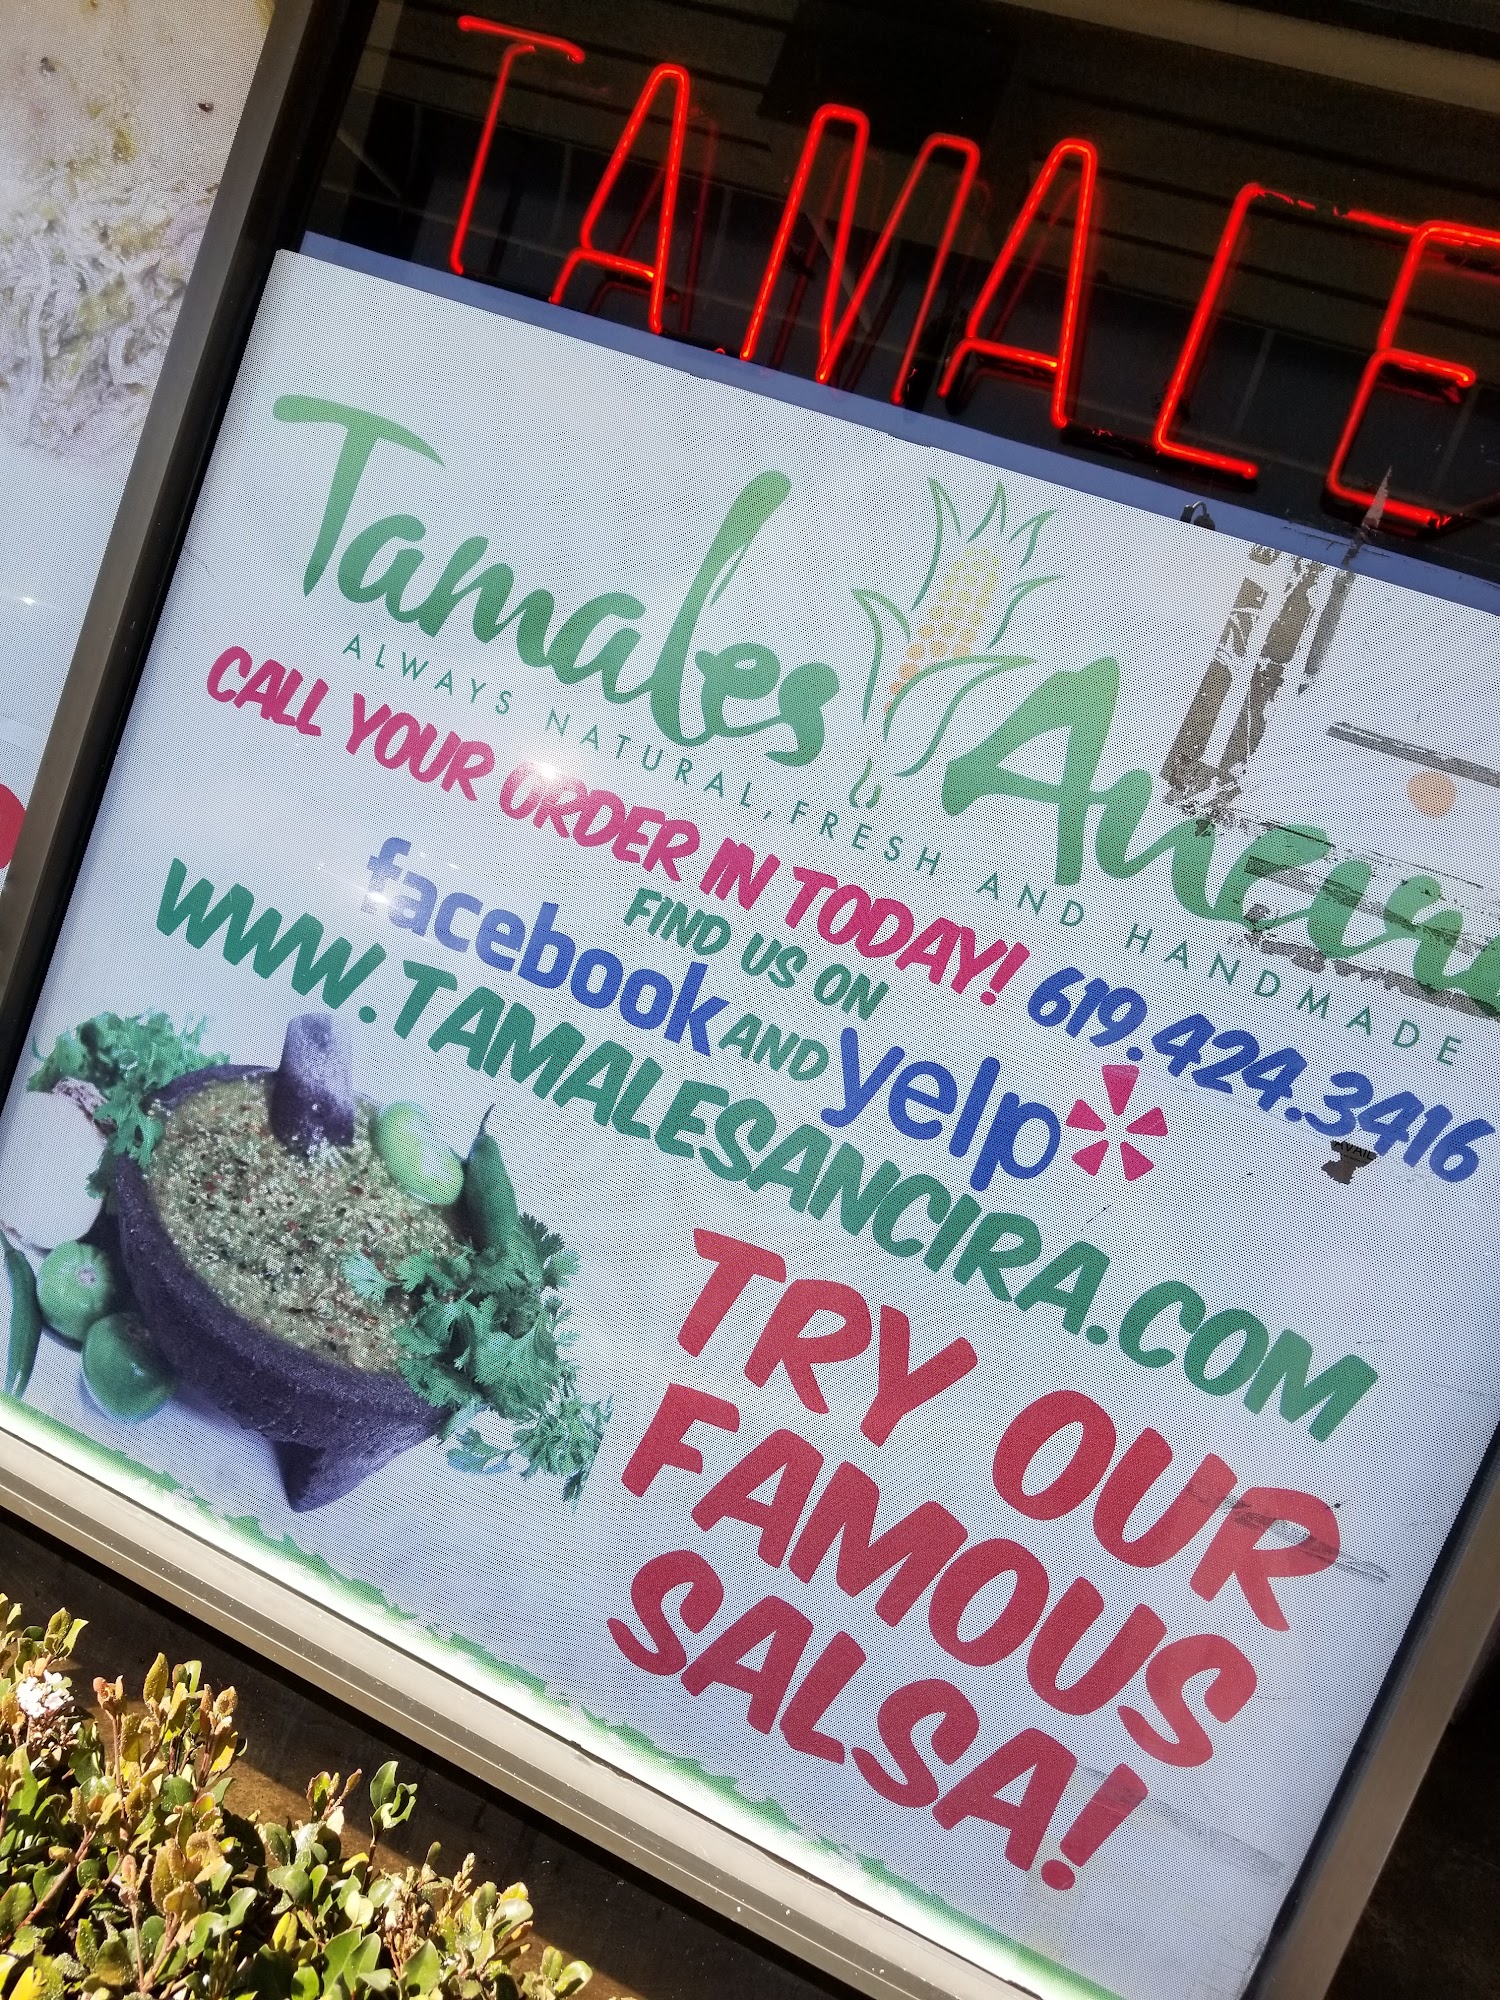 TAMALE
Tamales
ALWAYS NATURAL, FRESH AND HANDMADE
CALL YOUR ORDER IN TODAY! 619.424.3416
FIND US ON
facebook AND yelp
WWW.TAMALESANCIRA.COM
TRY OUR
FAMOUS
SALSA!